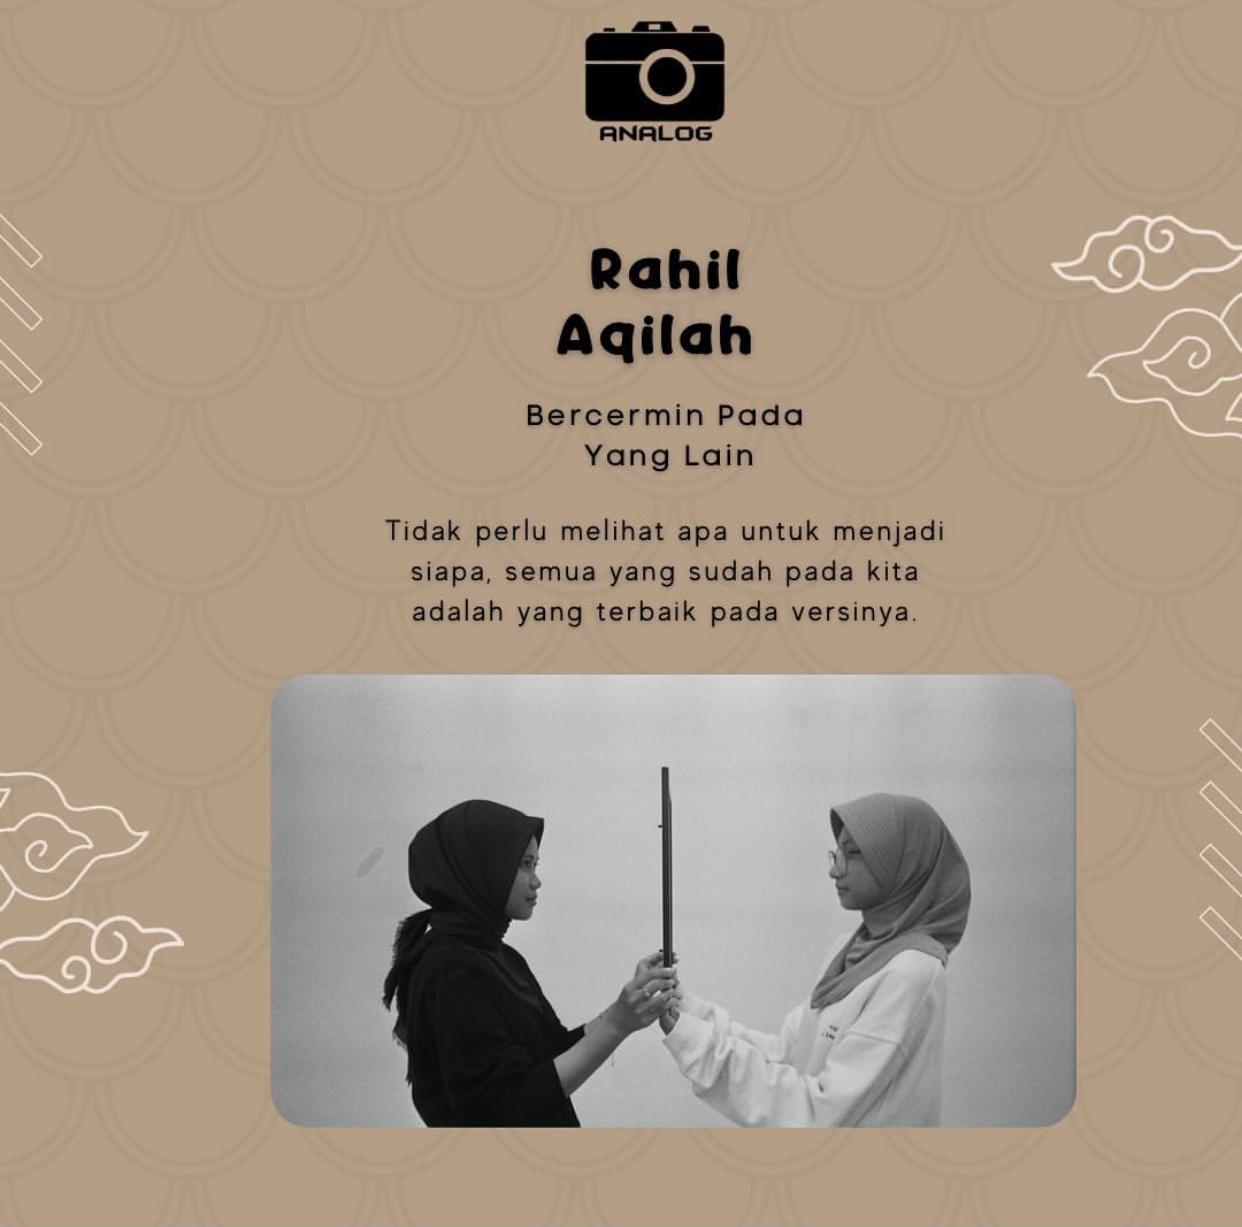 ANALOG
Rahil
Aqilah
Bercermin Pada
Yang Lain
Tidak perlu melihat apa untuk menjadi
siapa, semua yang sudah pada kita
adalah yang terbaik pada versinya.